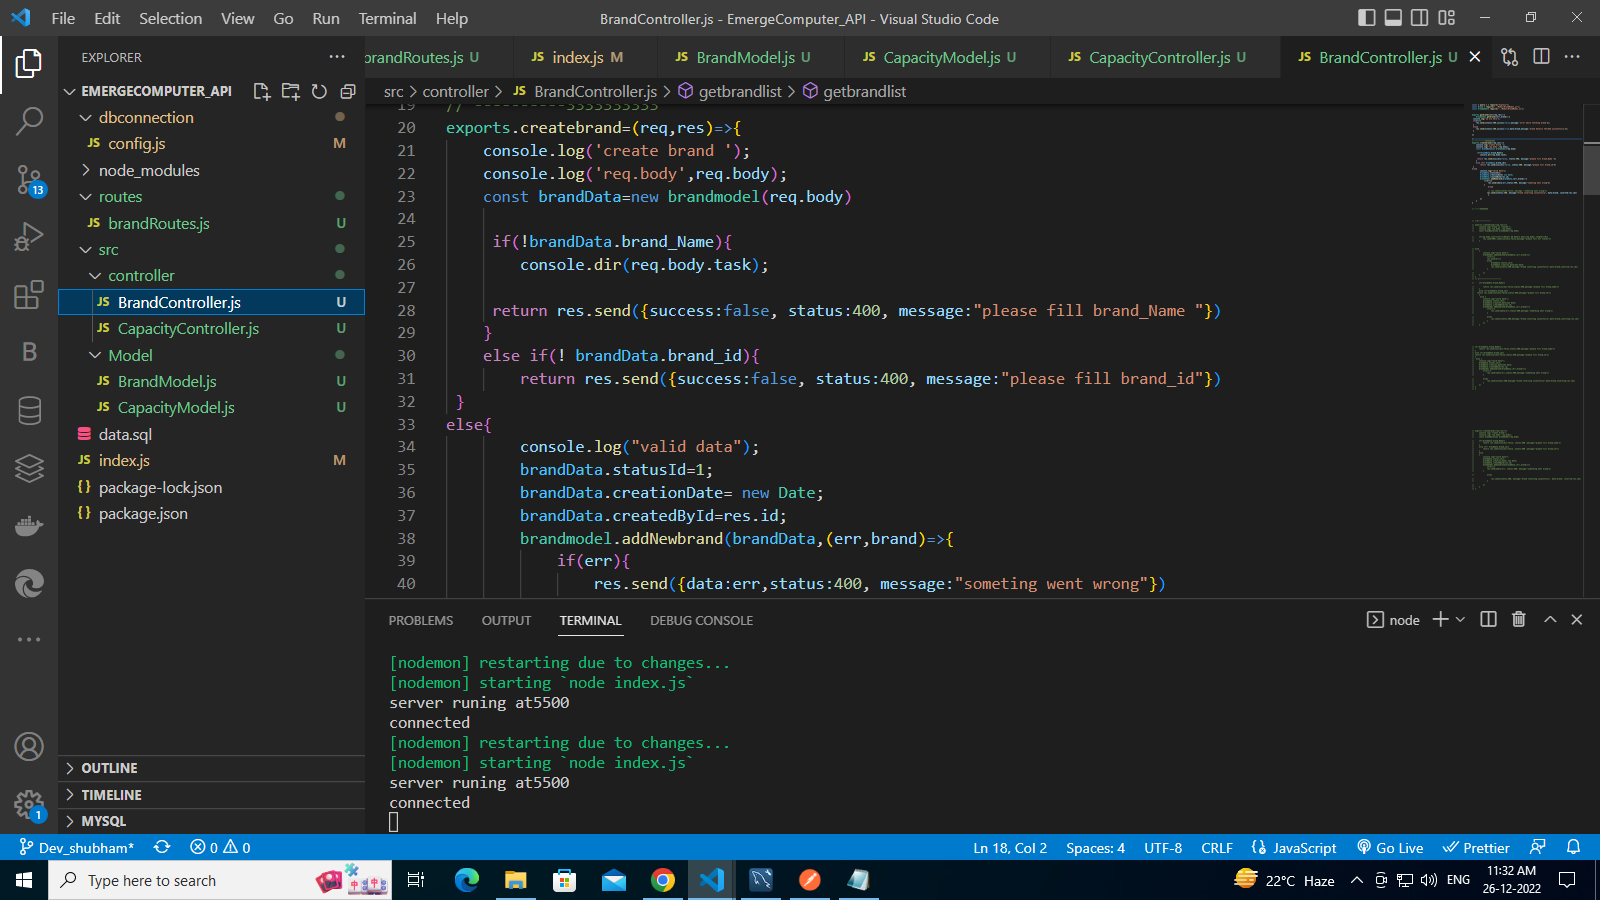 File Edit Selection View Go Run Terminal Help
BrandController.js - EmergeComputer_API - Visual Studio Code
EXPLORER
brandRoutes.js U
JS index.js M
JS BrandModel.js U
JS CapacityModel.js U
JS CapacityController.js U
JS BrandController.js U
EMERGECOMPUTER_API
src > controller > JS BrandController.js > getbrandlist > getbrandlist
dbconnection
JS config.js M
node_modules
routes
JS brandRoutes.js U
src
controller
JS BrandController.js U
JS CapacityController.js U
Model
JS BrandModel.js U
JS CapacityModel.js U
data.sql
JS index.js M
{} package-lock.json
{} package.json
OUTLINE
TIMELINE
MYSQL
13
1
20 exports.createbrand=(req,res)=>{
21 console.log('create brand ');
22 console.log('req.body',req.body);
23 const brandData=new brandmodel(req.body)
24
25 if(!brandData.brand_Name){
26 console.dir(req.body.task);
27
28 return res.send({success:false, status:400, message:"please fill brand_Name "})
29 }
30 else if(! brandData.brand_id){
31 return res.send({success:false, status:400, message:"please fill brand_id"})
32 }
33 else{
34 console.log("valid data");
35 brandData.statusId=1;
36 brandData.creationDate= new Date;
37 brandData.createdById=res.id;
38 brandmodel.addNewbrand(brandData,(err,brand)=>{
39 if(err){
40 res.send({data:err,status:400, message:"someting went wrong"})
PROBLEMS OUTPUT TERMINAL DEBUG CONSOLE
node
[nodemon] restarting due to changes...
[nodemon] starting `node index.js`
server runing at5500
connected
[nodemon] restarting due to changes...
[nodemon] starting `node index.js`
server runing at5500
connected
Dev_shubham* 0 0
Ln 18, Col 2 Spaces: 4 UTF-8 CRLF {} JavaScript Go Live Prettier
Type here to search
22°C Haze
ENG
11:32 AM
26-12-2022